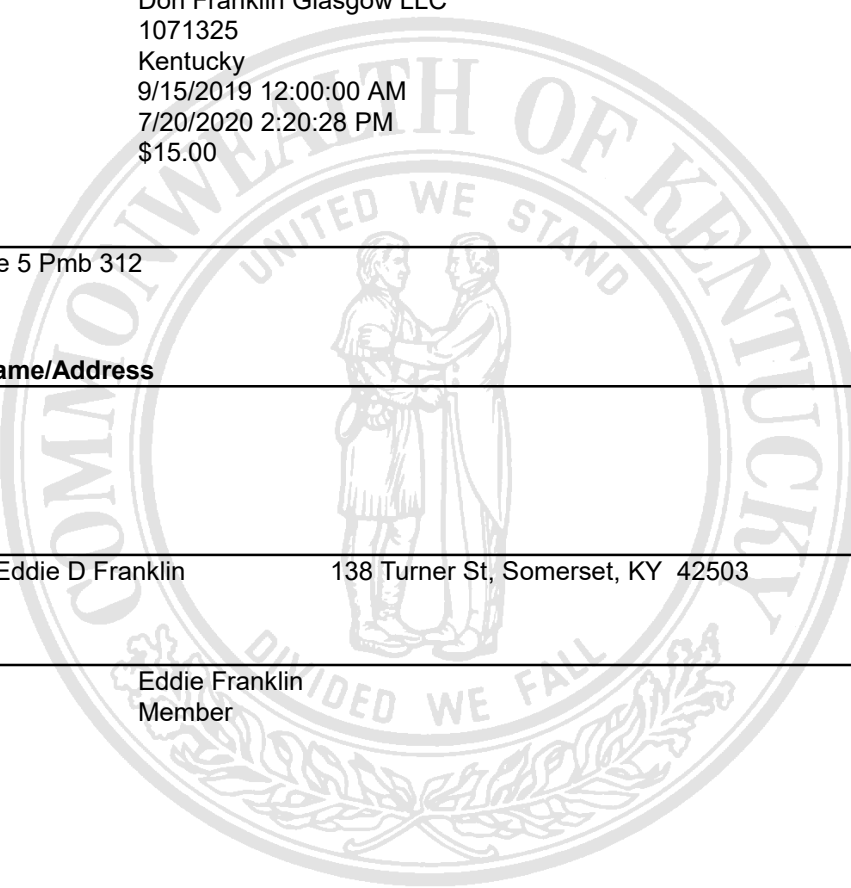 Don Franklin Glasgow LLC
1071325
Kentucky
9/15/2019 12:00:00 AM
7/20/2020 2:20:28 PM
$15.00
e 5 Pmb 312
ame/Address
Eddie D Franklin 138 Turner St, Somerset, KY 42503
Eddie Franklin
Member
COMMONWEALTH OF KENTUCKY
UNITED WE STAND
DIVIDED WE FALL